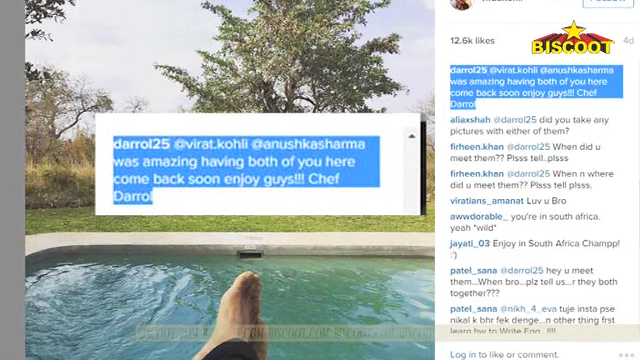 BISCOOT
12.6k likes
4d
darrol25 @virat.kohli @anushkasharma
was amazing having both of you here
come back soon enjoy guys!!! Chef
Darrol
darrol25 @virat.kohli @anushkasharma
was amazing having both of you here
come back soon enjoy guys!!! Chef
Darrol
aliaxshah @darrol25 did you take any
pictures with either of them?
firheen.khan @darrol25 When did u
meet them?? Plsss tell..plsss
firheen.khan @darrol25 When n where
did u meet them?? Plsss tell plsss.
viratians_amanat Luv u Bro
awwdorable_ you're in south africa.
yeah *wild*
jayati_03 Enjoy in South Africa Champp!
:')
patel_sana @darrol25 hey u meet
them...When bro...plz tell us...r they both
together???
patel_sana @nikh_4_eva tuje insta pse
nikal k bhr fek denge...n other thing frst
learn hw to Write Eng...!!!!
Log in to like or comment.